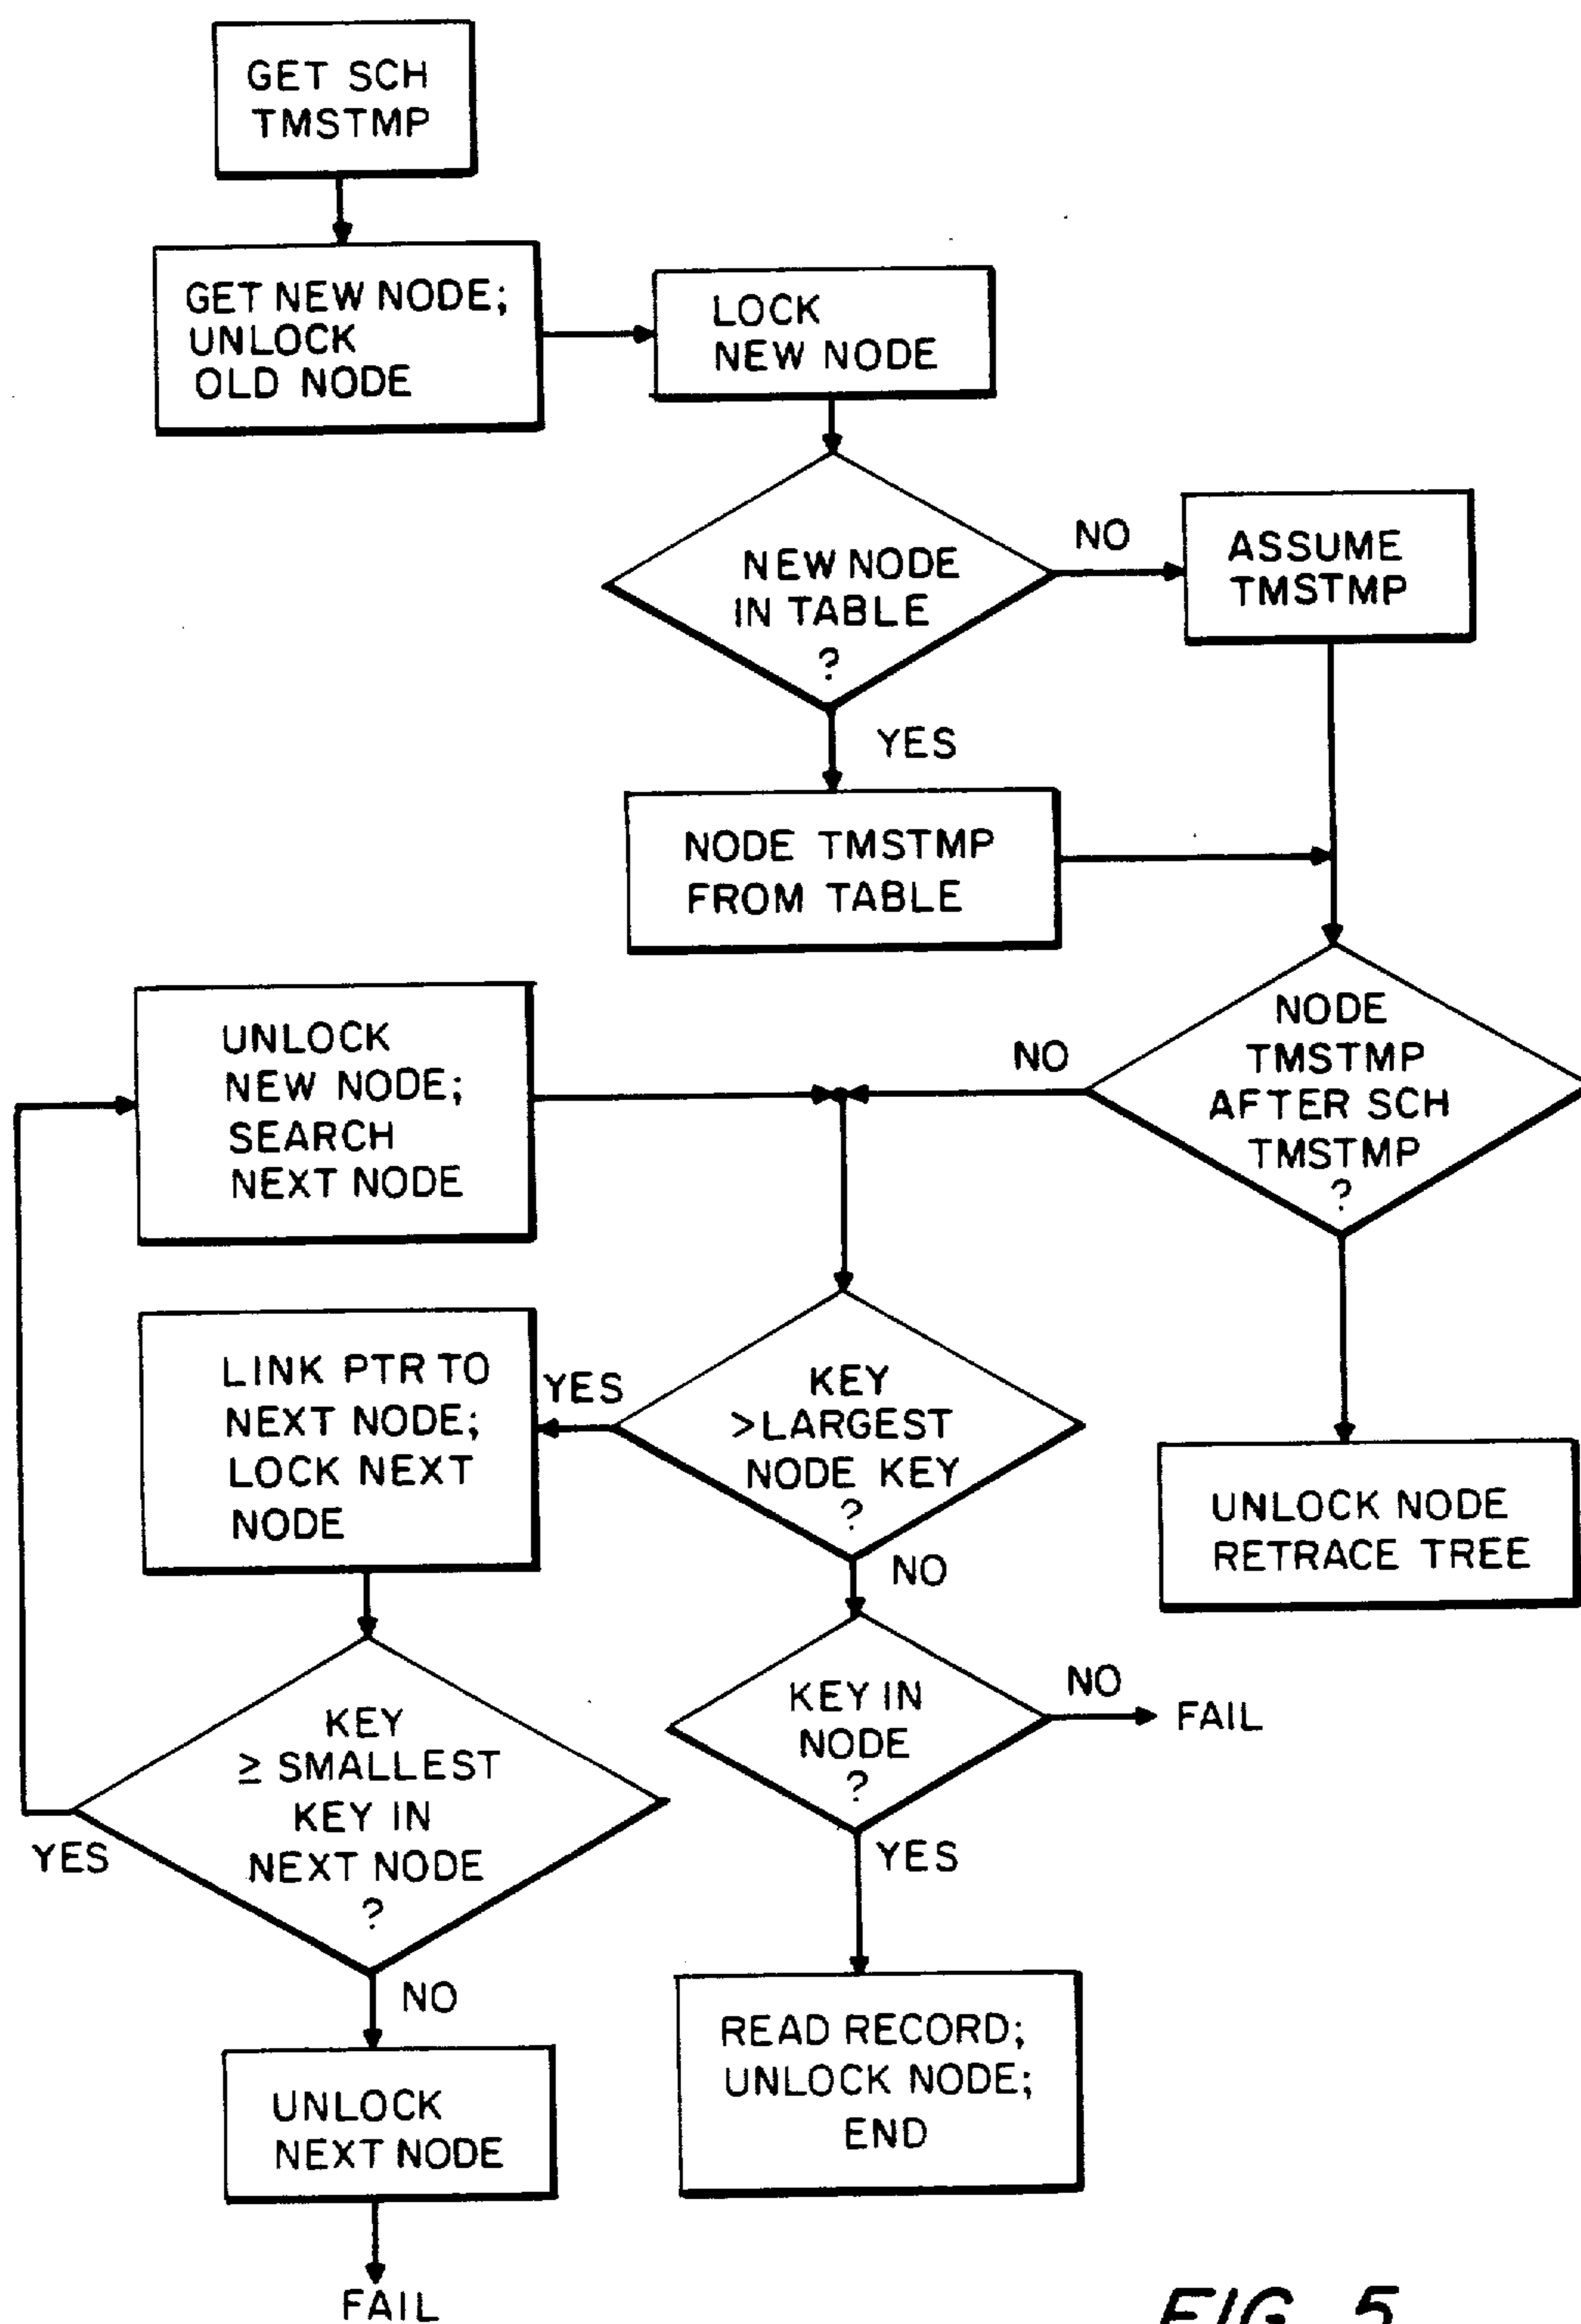 GET SCH
TMSTMP
GET NEW NODE;
UNLOCK
OLD NODE
LOCK
NEW NODE
NEW NODE
IN TABLE
?
NO
ASSUME
TMSTMP
YES
NODE TMSTMP
FROM TABLE
NODE
TMSTMP
AFTER SCH
TMSTMP
?
NO
UNLOCK
NEW NODE;
SEARCH
NEXT NODE
LINK PTR TO
NEXT NODE;
LOCK NEXT
NODE
YES
KEY
>LARGEST
NODE KEY
?
NO
UNLOCK NODE
RETRACE TREE
KEY IN
NODE
?
NO
FAIL
YES
KEY
≥ SMALLEST
KEY IN
NEXT NODE
?
YES
NO
READ RECORD;
UNLOCK NODE;
END
UNLOCK
NEXT NODE
FAIL
FIG. 5